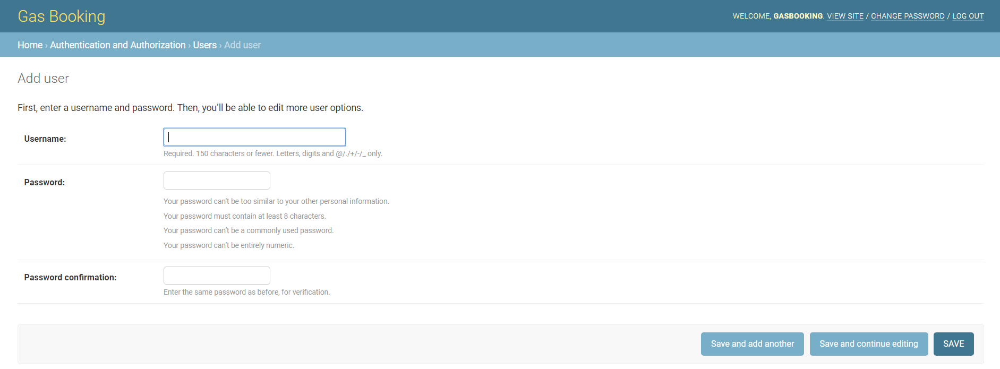 Gas Booking
WELCOME, GASBOOKING. VIEW SITE / CHANGE PASSWORD / LOG OUT
Home › Authentication and Authorization › Users › Add user
Add user
First, enter a username and password. Then, you’ll be able to edit more user options.
Username:
Required. 150 characters or fewer. Letters, digits and @/./+/-/_ only.
Password:
Your password can’t be too similar to your other personal information.
Your password must contain at least 8 characters.
Your password can’t be a commonly used password.
Your password can’t be entirely numeric.
Password confirmation:
Enter the same password as before, for verification.
Save and add another
Save and continue editing
SAVE